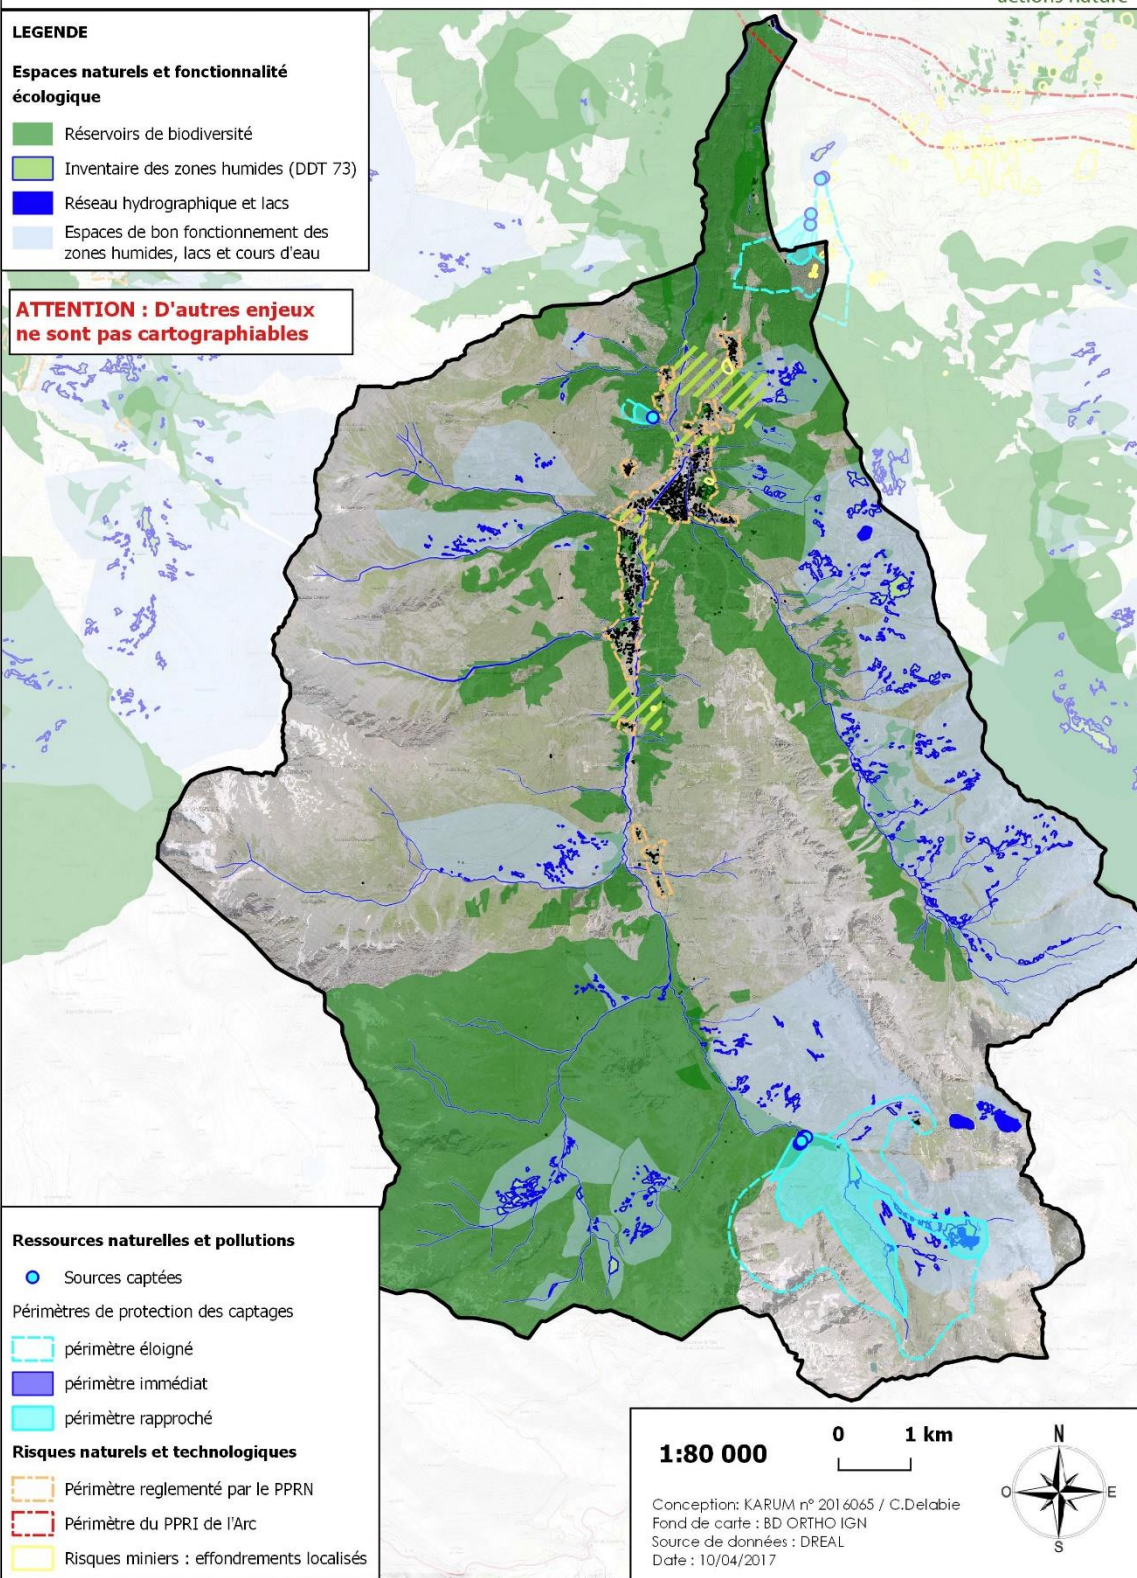 actions nature
LEGENDE
Espaces naturels et fonctionnalité
écologique
Réservoirs de biodiversité
Inventaire des zones humides (DDT 73)
Réseau hydrographique et lacs
Espaces de bon fonctionnement des
zones humides, lacs et cours d'eau
ATTENTION : D'autres enjeux
ne sont pas cartographiables
Ressources naturelles et pollutions
Sources captées
Périmètres de protection des captages
périmètre éloigné
périmètre immédiat
périmètre rapproché
Risques naturels et technologiques
Périmètre reglementé par le PPRN
Périmètre du PPRI de l'Arc
Risques miniers : effondrements localisés
1:80 000
0 1 km
Conception: KARUM n° 2016065 / C.Delabie
Fond de carte : BD ORTHO IGN
Source de données : DREAL
Date : 10/04/2017
N
O E
S